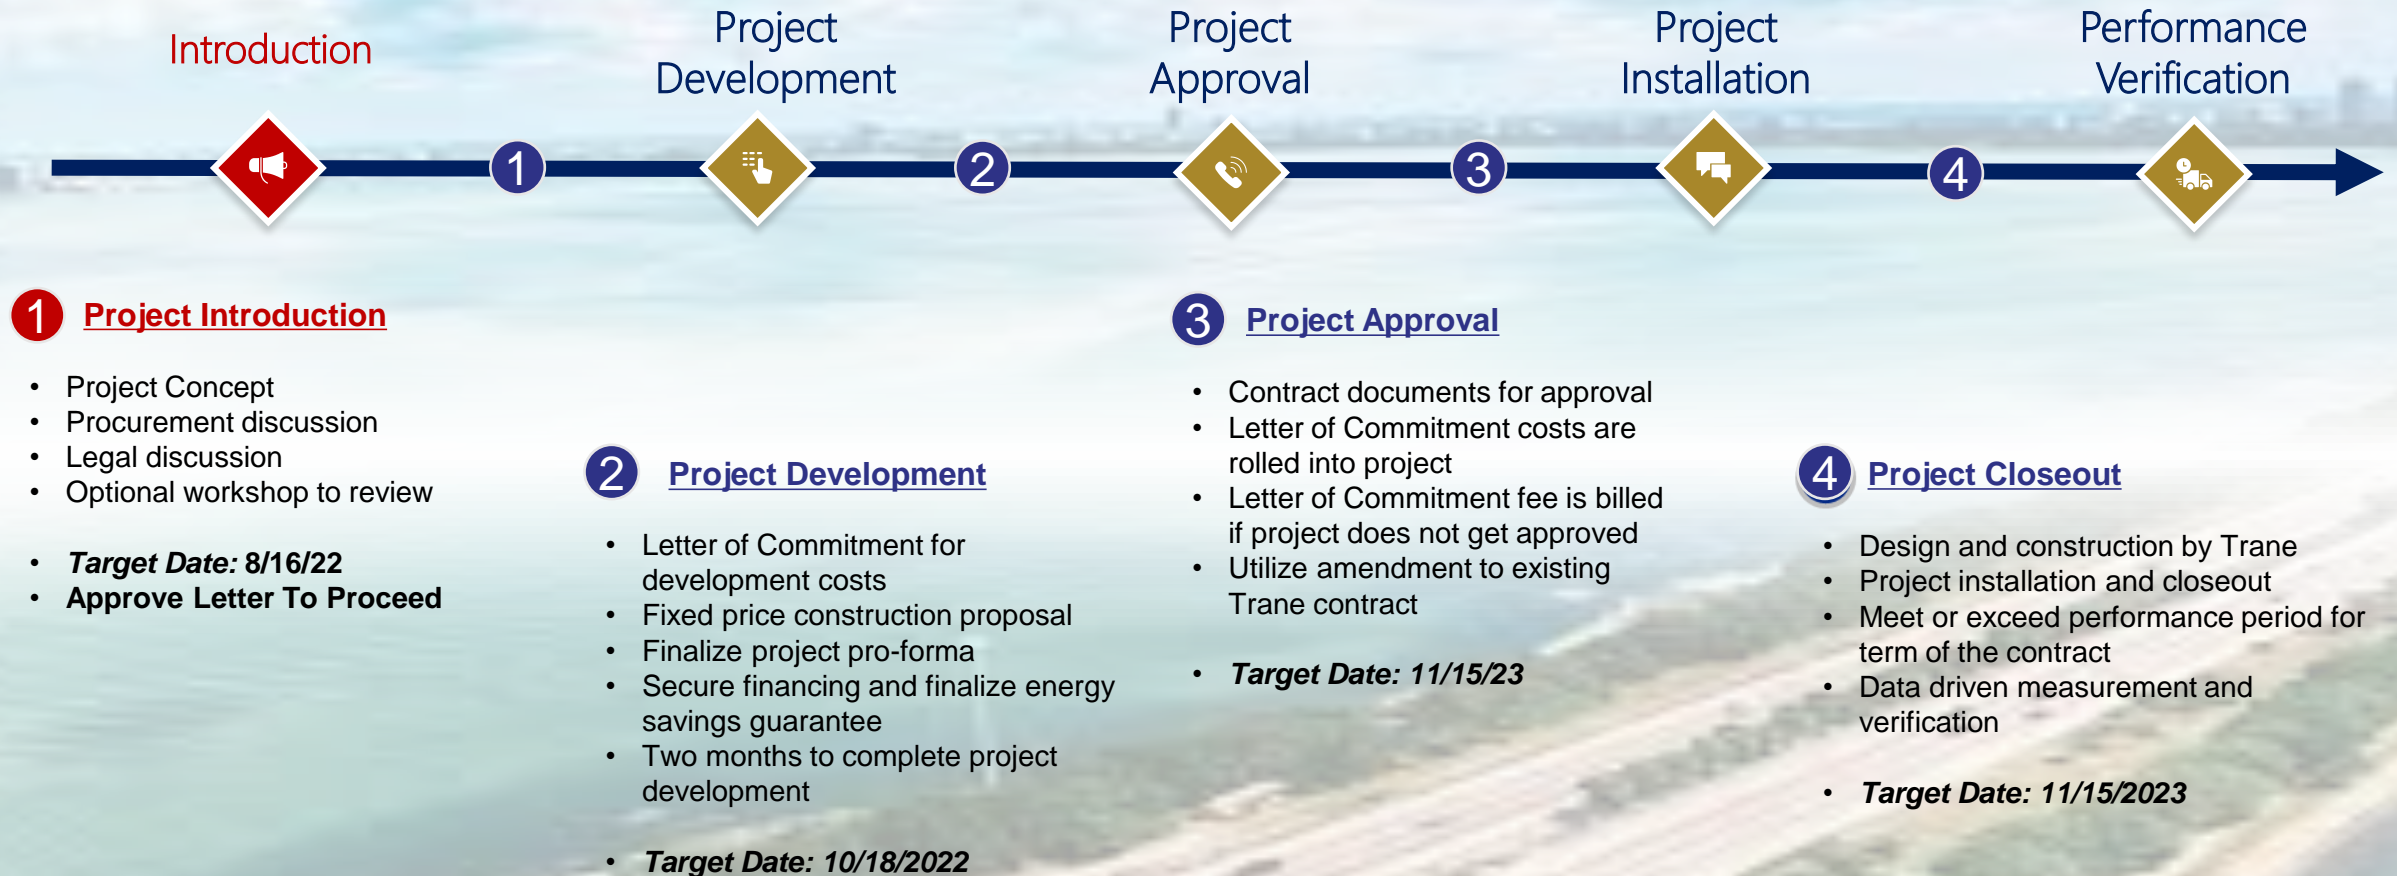 Introduction
Project
Development
Project
Approval
Project
Installation
Performance
Verification
1
2
3
4
1 Project Introduction
• Project Concept
• Procurement discussion
• Legal discussion
• Optional workshop to review
• Target Date: 8/16/22
• Approve Letter To Proceed
2 Project Development
• Letter of Commitment for
development costs
• Fixed price construction proposal
• Finalize project pro-forma
• Secure financing and finalize energy
savings guarantee
• Two months to complete project
development
• Target Date: 10/18/2022
3 Project Approval
• Contract documents for approval
• Letter of Commitment costs are
rolled into project
• Letter of Commitment fee is billed
if project does not get approved
• Utilize amendment to existing
Trane contract
• Target Date: 11/15/23
4 Project Closeout
• Design and construction by Trane
• Project installation and closeout
• Meet or exceed performance period for
term of the contract
• Data driven measurement and
verification
• Target Date: 11/15/2023